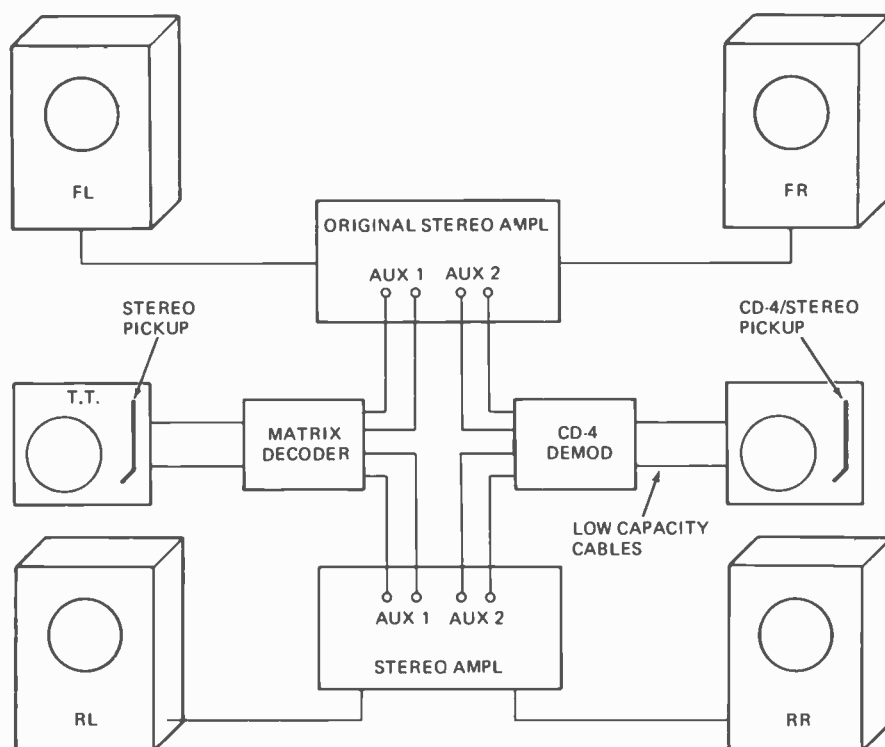 FL
FR
ORIGINAL STEREO AMPL
AUX 1 AUX 2
STEREO
PICKUP
CD-4/STEREO
PICKUP
T.T.
MATRIX
DECODER
CD-4
DEMOD
LOW CAPACITY
CABLES
AUX 1 AUX 2
STEREO AMPL
RL
RR